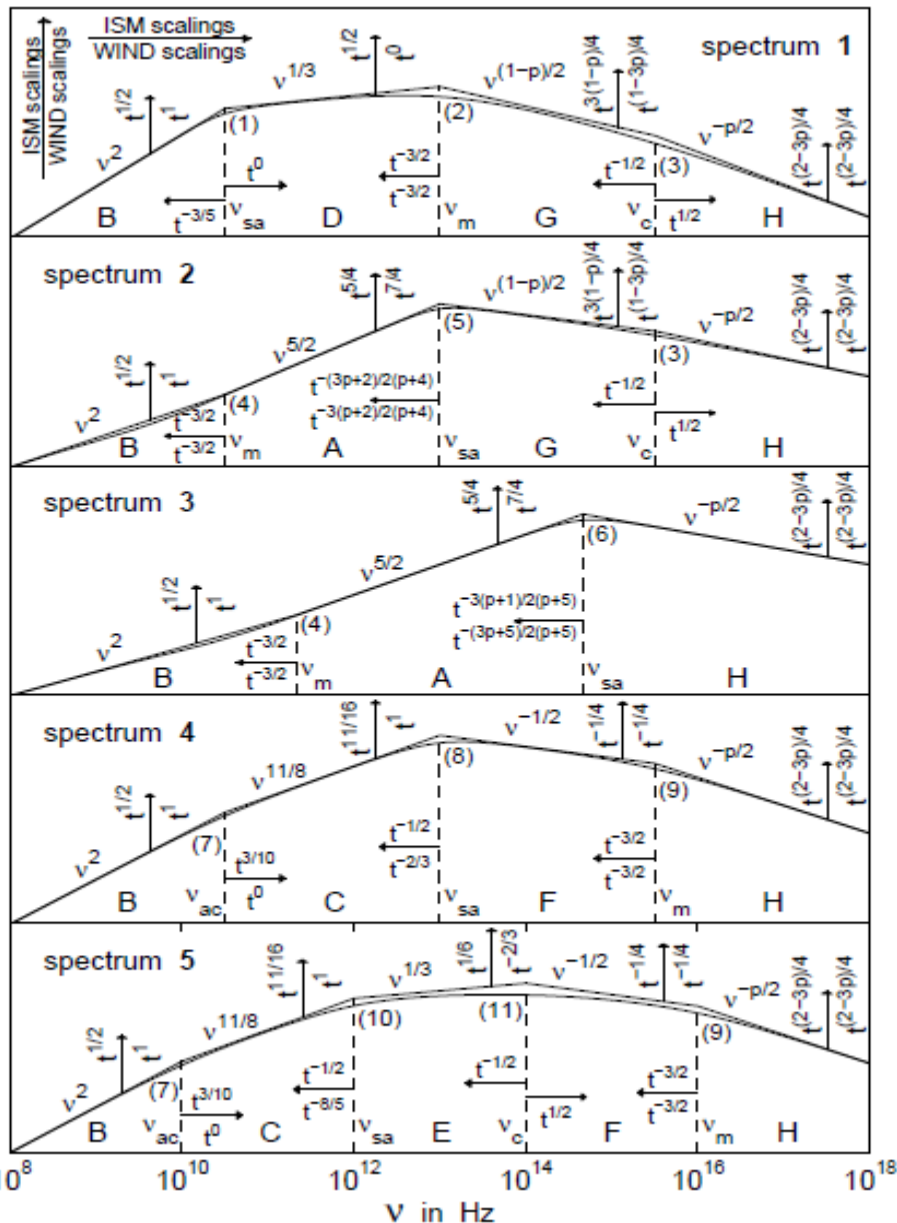 ISM scalings
WIND scalings
ISM scalings
WIND scalings
spectrum 1
ν^2
t^1/2
t^1
ν^1/3
t^1/2
t^0
ν^(1−p)/2
t^3(1−p)/4
t^(1−3p)/4
t^(2−3p)/4
t^(2−3p)/4
ν^−p/2
(1)
(2)
(3)
t^0
t^−3/5
t^−3/2
t^−3/2
t^−1/2
t^1/2
B ν_sa D ν_m G ν_c H
spectrum 2
ν^2
t^1/2
t^1
ν^5/2
t^5/4
t^7/4
ν^(1−p)/2
t^3(1−p)/4
t^(1−3p)/4
ν^−p/2
t^(2−3p)/4
t^(2−3p)/4
(4)
(5)
(3)
t^−3/2
t^−3/2
t^−(3p+2)/2(p+4)
t^−3(p+2)/2(p+4)
t^−1/2
t^1/2
B ν_m A ν_sa G ν_c H
spectrum 3
ν^2
t^1/2
t^1
ν^5/2
t^5/4
t^7/4
ν^−p/2
t^(2−3p)/4
t^(2−3p)/4
(4)
(6)
t^−3/2
t^−3/2
t^−3(p+1)/2(p+5)
t^−(3p+5)/2(p+5)
B ν_m A ν_sa H
spectrum 4
ν^2
t^1/2
t^1
ν^11/8
t^11/16
t^1
ν^−1/2
t^−1/4
t^−1/4
ν^−p/2
t^(2−3p)/4
t^(2−3p)/4
(7)
(8)
(9)
t^3/10
t^0
t^−1/2
t^−2/3
t^−3/2
t^−3/2
B ν_ac C ν_sa F ν_m H
spectrum 5
ν^2
t^1/2
t^1
ν^11/8
t^11/16
t^1
ν^1/3
t^1/6
t^−2/3
ν^−1/2
t^−1/4
t^−1/4
ν^−p/2
t^(2−3p)/4
t^(2−3p)/4
(7)
(10)
(11)
(9)
t^3/10
t^0
t^−1/2
t^−8/5
t^−1/2
t^1/2
t^−3/2
t^−3/2
B ν_ac C ν_sa E ν_c F ν_m H
10^8 10^10 10^12 10^14 10^16 10^18
ν in Hz